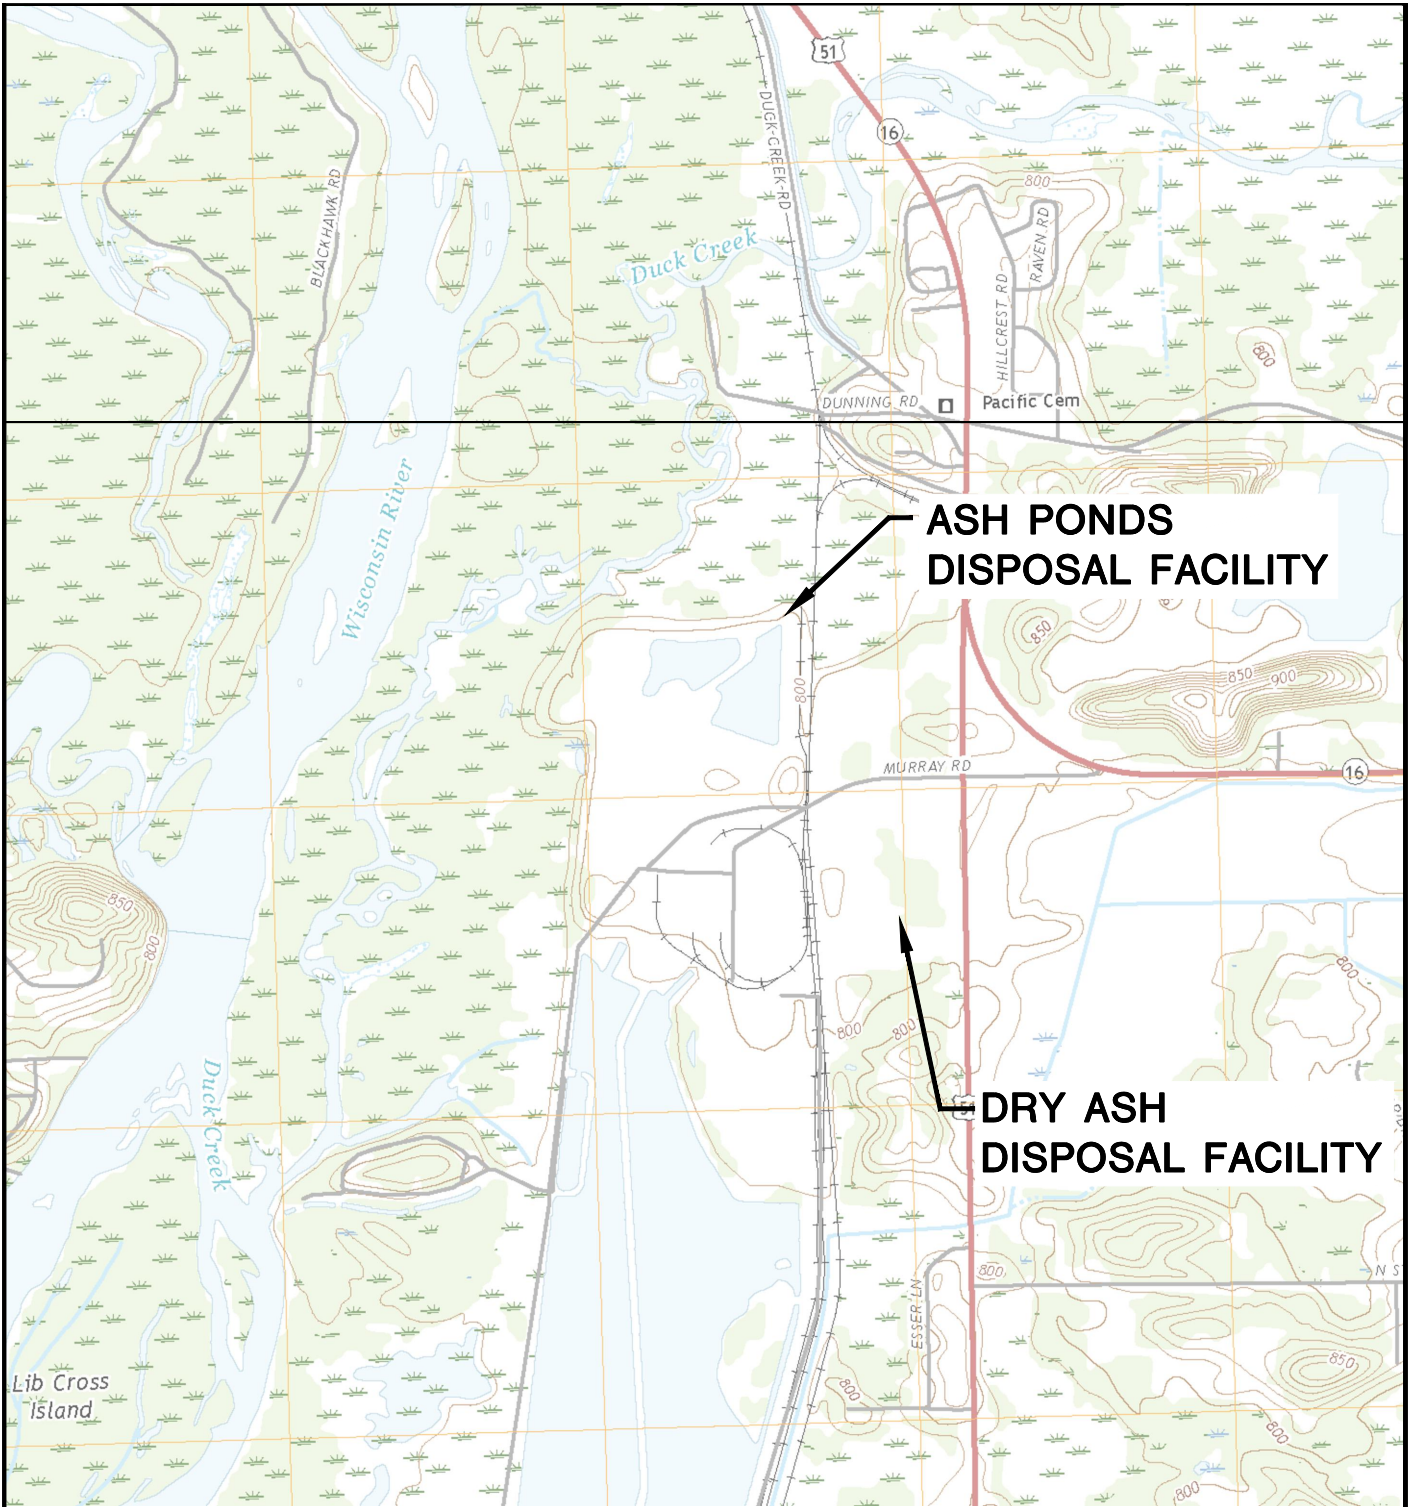 51
16
DUCK-CREEK-RD
BLACKHAWK RD
800
RAVEN RD
Duck Creek
HILLCREST RD
800
DUNNING RD
Pacific Cem
Wisconsin River
ASH PONDS
DISPOSAL FACILITY
850
850
900
800
MURRAY RD
16
850
800
800
800
800
Duck Creek
DRY ASH
DISPOSAL FACILITY
800
N S
ESSER LN
850
800
Lib Cross
Island
800
800